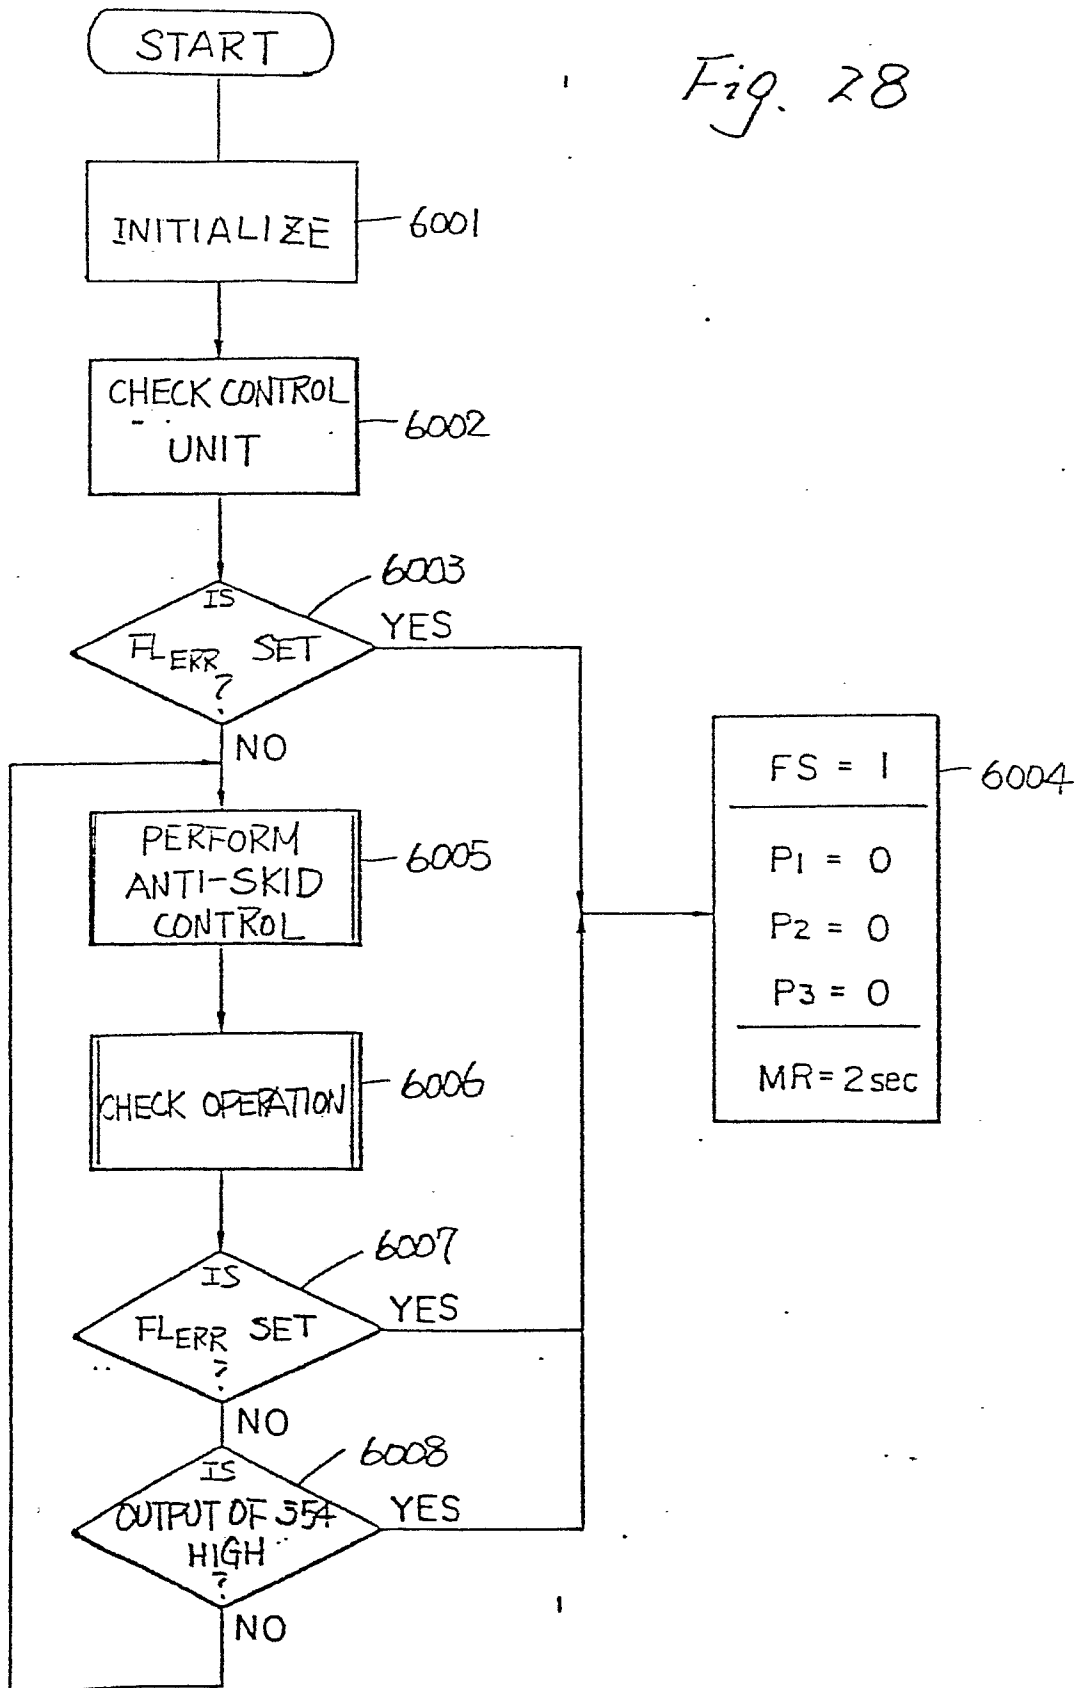 START
Fig. 28
INITIALIZE
6001
CHECK CONTROL
UNIT
6002
6003
IS
FLERR SET
?
YES
NO
FS = 1
6004
P1 = 0
P2 = 0
P3 = 0
MR = 2 sec
PERFORM
ANTI-SKID
CONTROL
6005
CHECK OPERATION
6006
6007
IS
FLERR SET
?
YES
NO
6008
IS
OUTPUT OF 354
HIGH
?
YES
NO